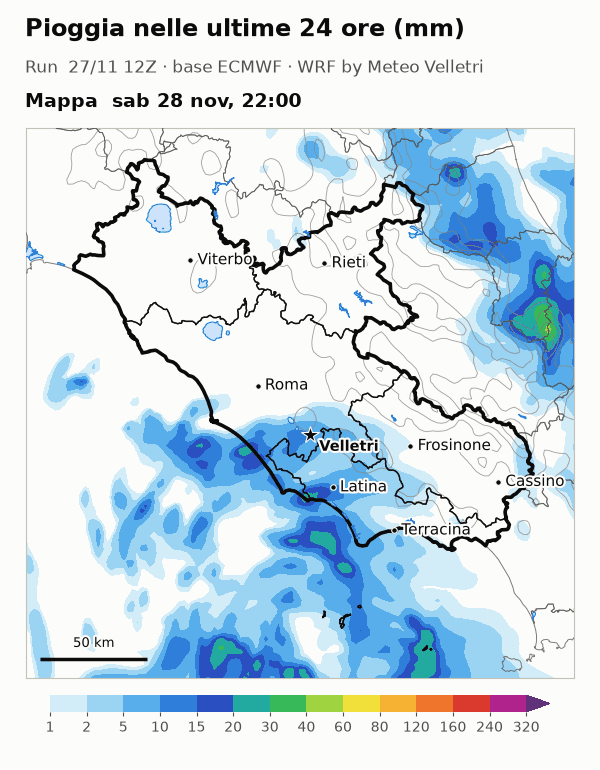 Pioggia nelle ultime 24 ore (mm)
Run  27/11 12Z · base ECMWF · WRF by Meteo Velletri
Mappa  sab 28 nov, 22:00
Viterbo
Rieti
Roma
Velletri
Frosinone
Latina
Cassino
Terracina
50 km
1 2 5 10 15 20 30 40 60 80 120 160 240 320